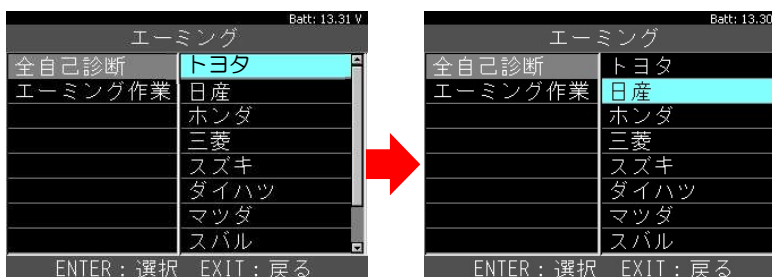 Batt: 13.31 V
エーミング
全自己診断
エーミング作業
トヨタ
日産
ホンダ
三菱
スズキ
ダイハツ
マツダ
スバル
ENTER：選択 EXIT：戻る
Batt: 13.30
エーミング
全自己診断
エーミング作業
トヨタ
日産
ホンダ
三菱
スズキ
ダイハツ
マツダ
スバル
ENTER：選択 EXIT：戻る